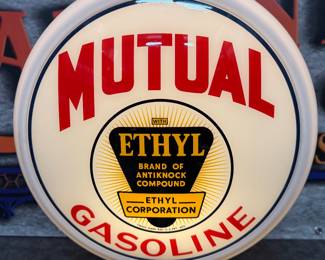 MUTUAL
WITH
ETHYL
BRAND OF
ANTIKNOCK
COMPOUND
ETHYL
CORPORATION
GASOLINE